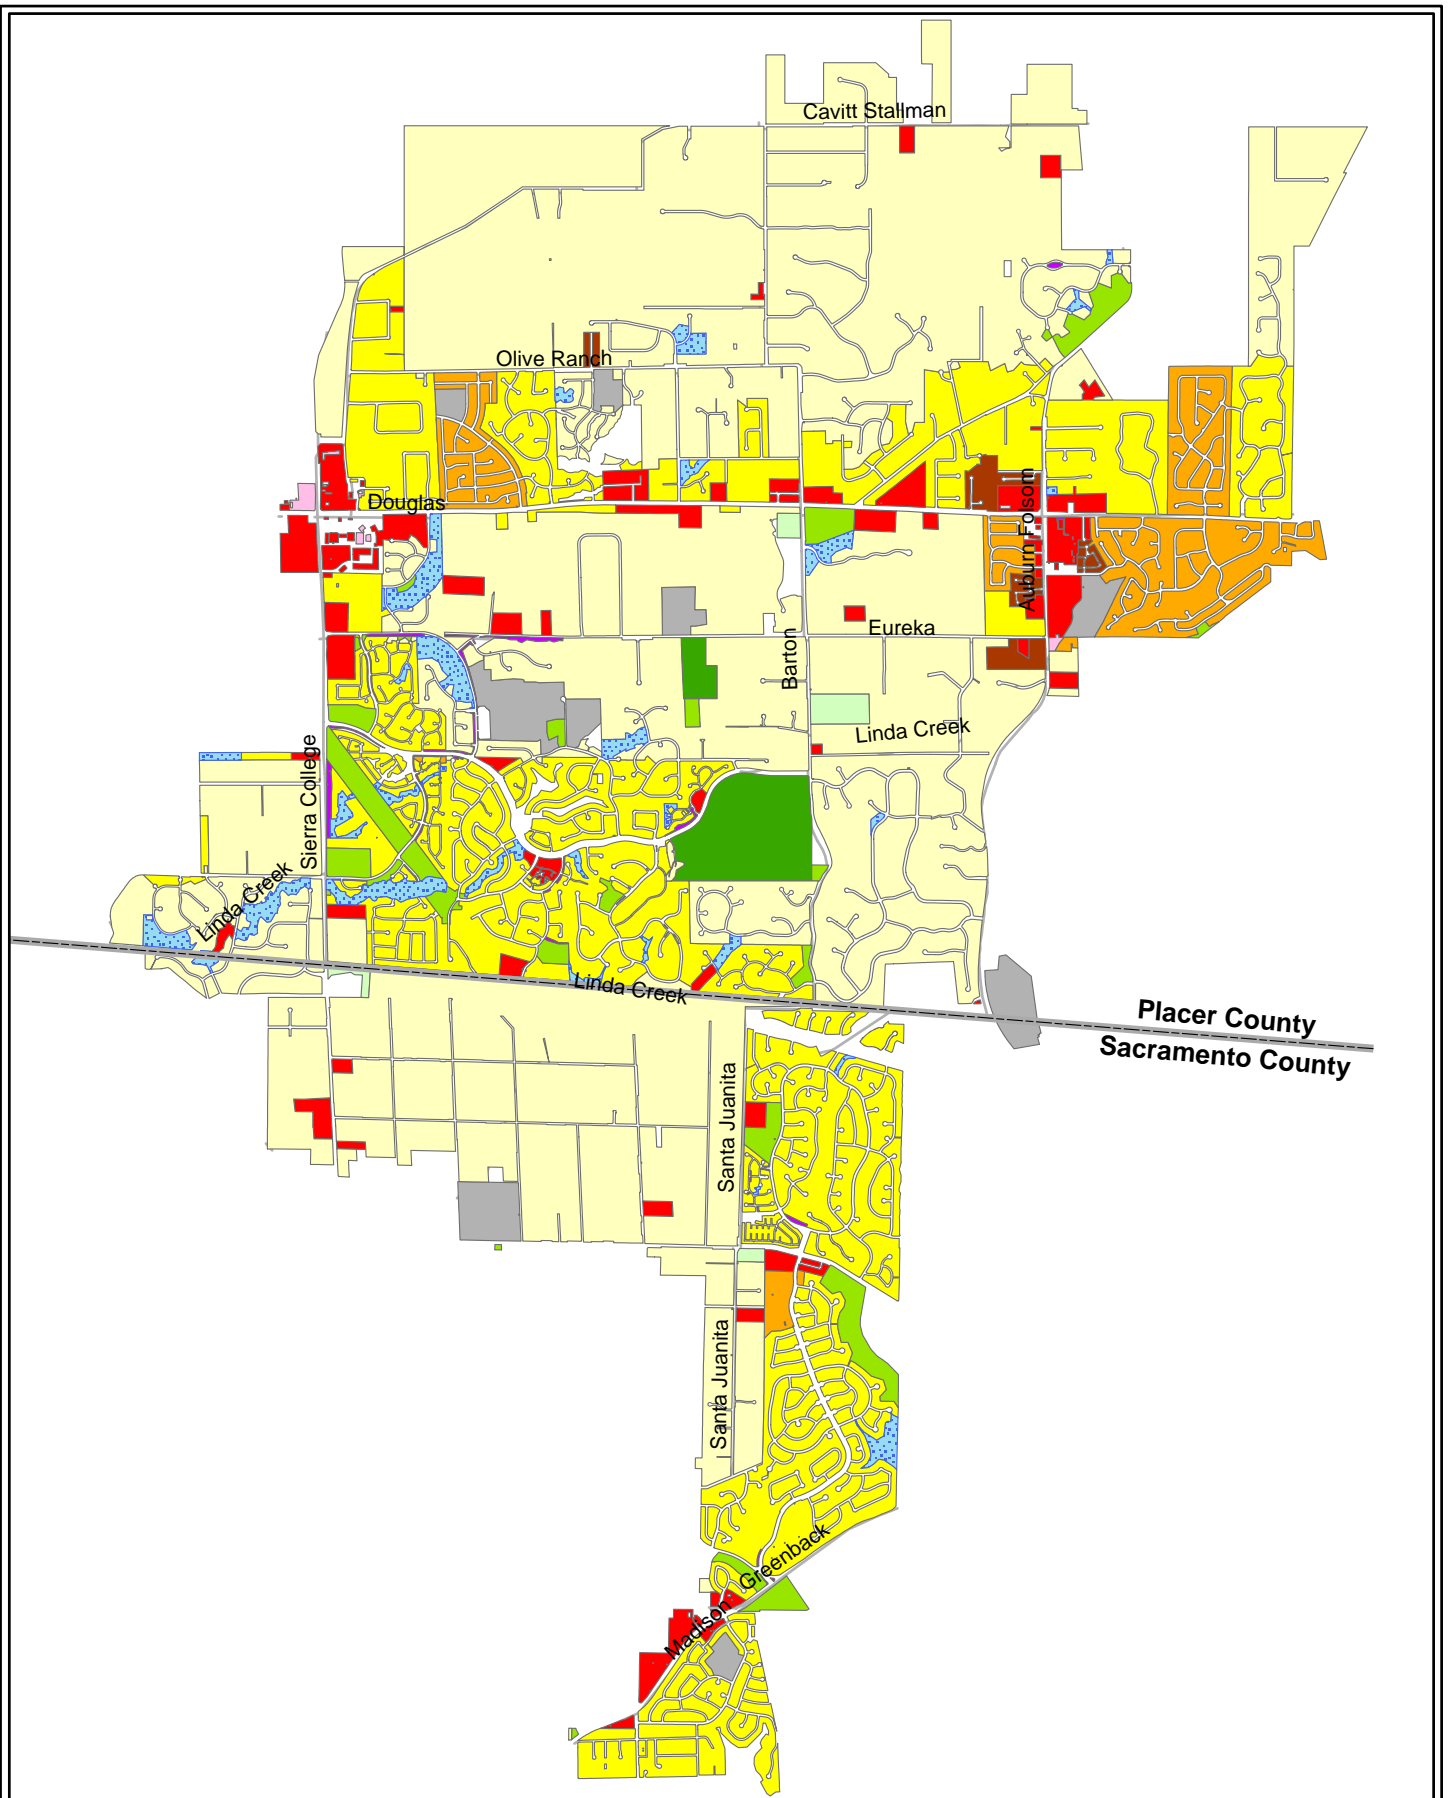 Cavitt Stallman
Olive Ranch
Douglas
Auburn Folsom
Eureka
Barton
Linda Creek
Sierra College
Linda Creek
Linda Creek
Placer County
Sacramento County
Santa Juanita
Santa Juanita
Greenback
Madison